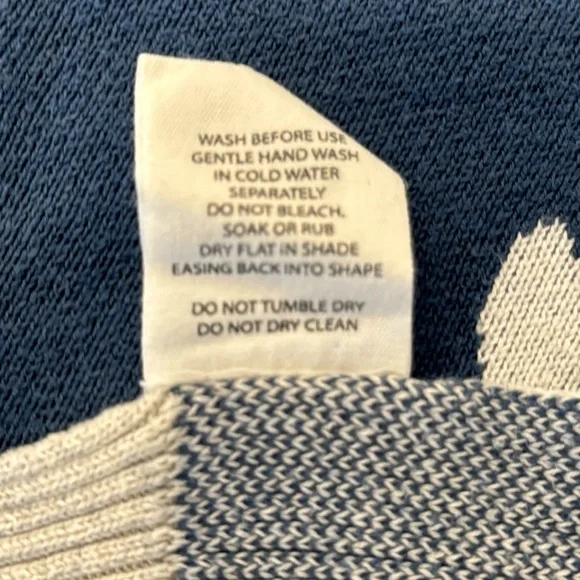 WASH BEFORE USE
GENTLE HAND WASH
IN COLD WATER
SEPARATELY
DO NOT BLEACH,
SOAK OR RUB
DRY FLAT IN SHADE
EASING BACK INTO SHAPE
DO NOT TUMBLE DRY
DO NOT DRY CLEAN